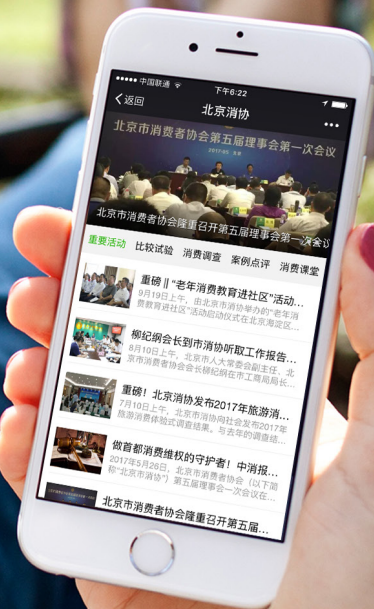 中国联通
下午6:22
返回
北京消协
北京市消费者协会第五届理事会第一次会议
2017·05·北京
北京市消费者协会隆重召开第五届理事会第一次会议
重要活动 比较试验 消费调查 案例点评 消费课堂
重磅‖“老年消费教育进社区”活动...
9月19日上午，由北京市消协举办的“老年消
费教育进社区”活动启动仪式在北京海淀区...
柳纪纲会长到市消协听取工作报告...
8月10日上午，北京市人大常委会副主任、北
京市消费者协会会长柳纪纲在市工商局局长...
重磅！北京消协发布2017年旅游消...
7月10日上午，北京市消协向社会发布2017年
旅游消费体验式调查结果。与去年的调查结...
做首都消费维权的守护者！中消报...
2017年5月26日，北京市消费者协会（以下简
称“北京市消协”）第五届理事会一次会议在...
北京市消费者协会隆重召开第五届...